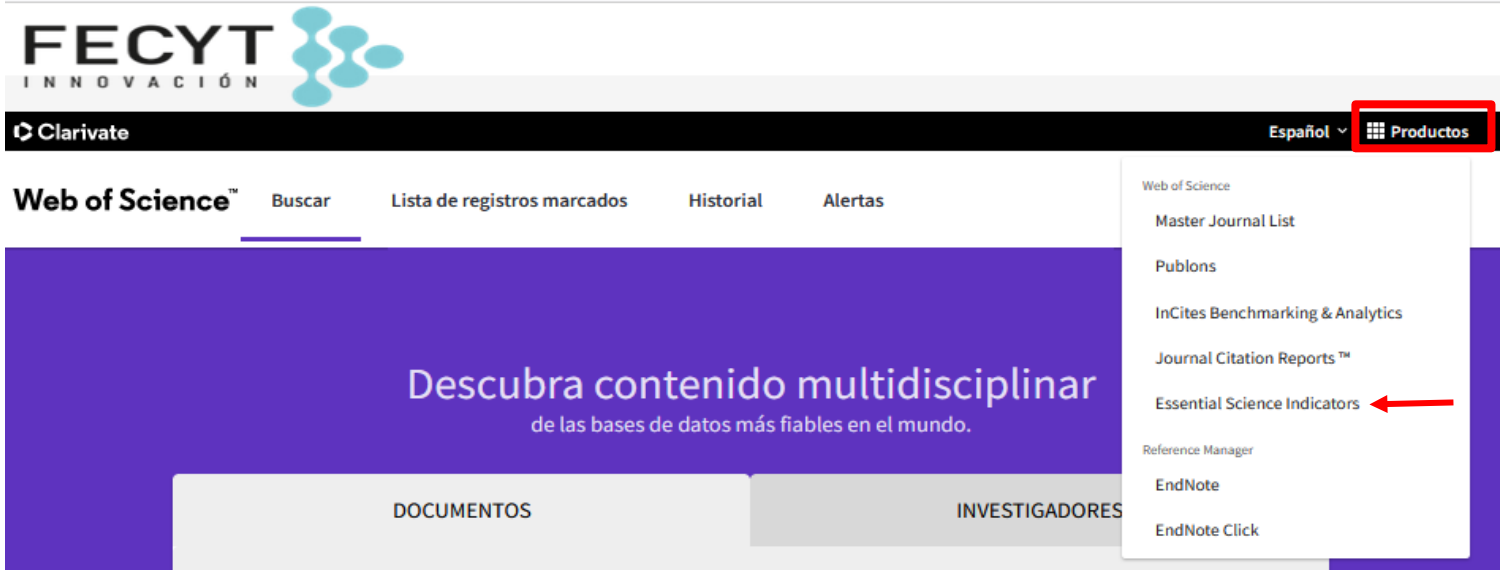 FECYT
INNOVACIÓN
Clarivate
Español
Productos
Web of Science™
Buscar
Lista de registros marcados
Historial
Alertas
Web of Science
Master Journal List
Publons
InCites Benchmarking & Analytics
Journal Citation Reports ™
Essential Science Indicators
Reference Manager
EndNote
EndNote Click
Descubra contenido multidisciplinar
de las bases de datos más fiables en el mundo.
DOCUMENTOS
INVESTIGADORES